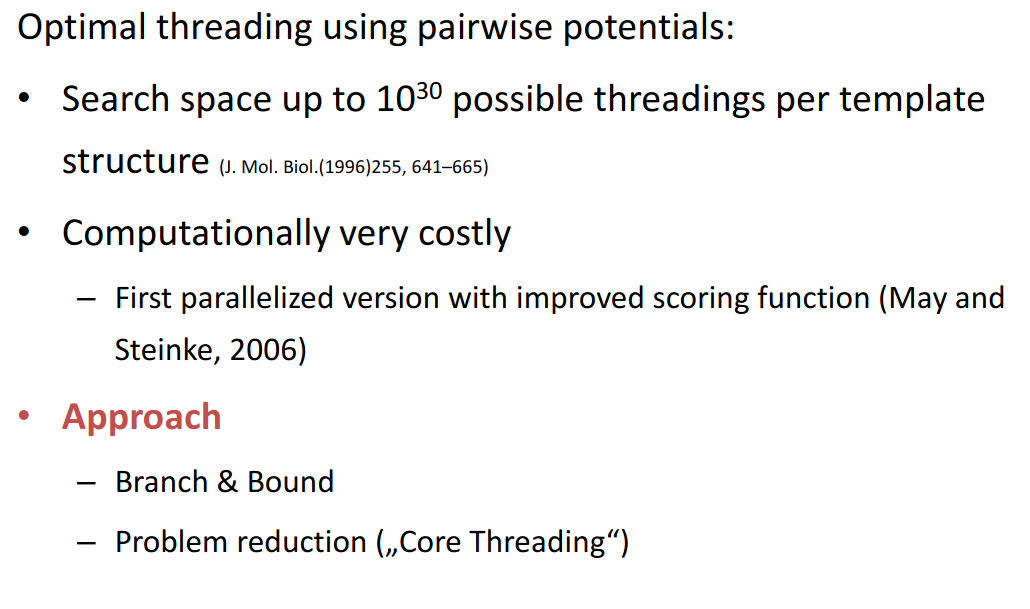 Optimal threading using pairwise potentials:
• Search space up to 10³⁰ possible threadings per template
structure (J. Mol. Biol.(1996)255, 641–665)
• Computationally very costly
– First parallelized version with improved scoring function (May and
Steinke, 2006)
• Approach
– Branch & Bound
– Problem reduction („Core Threading“)